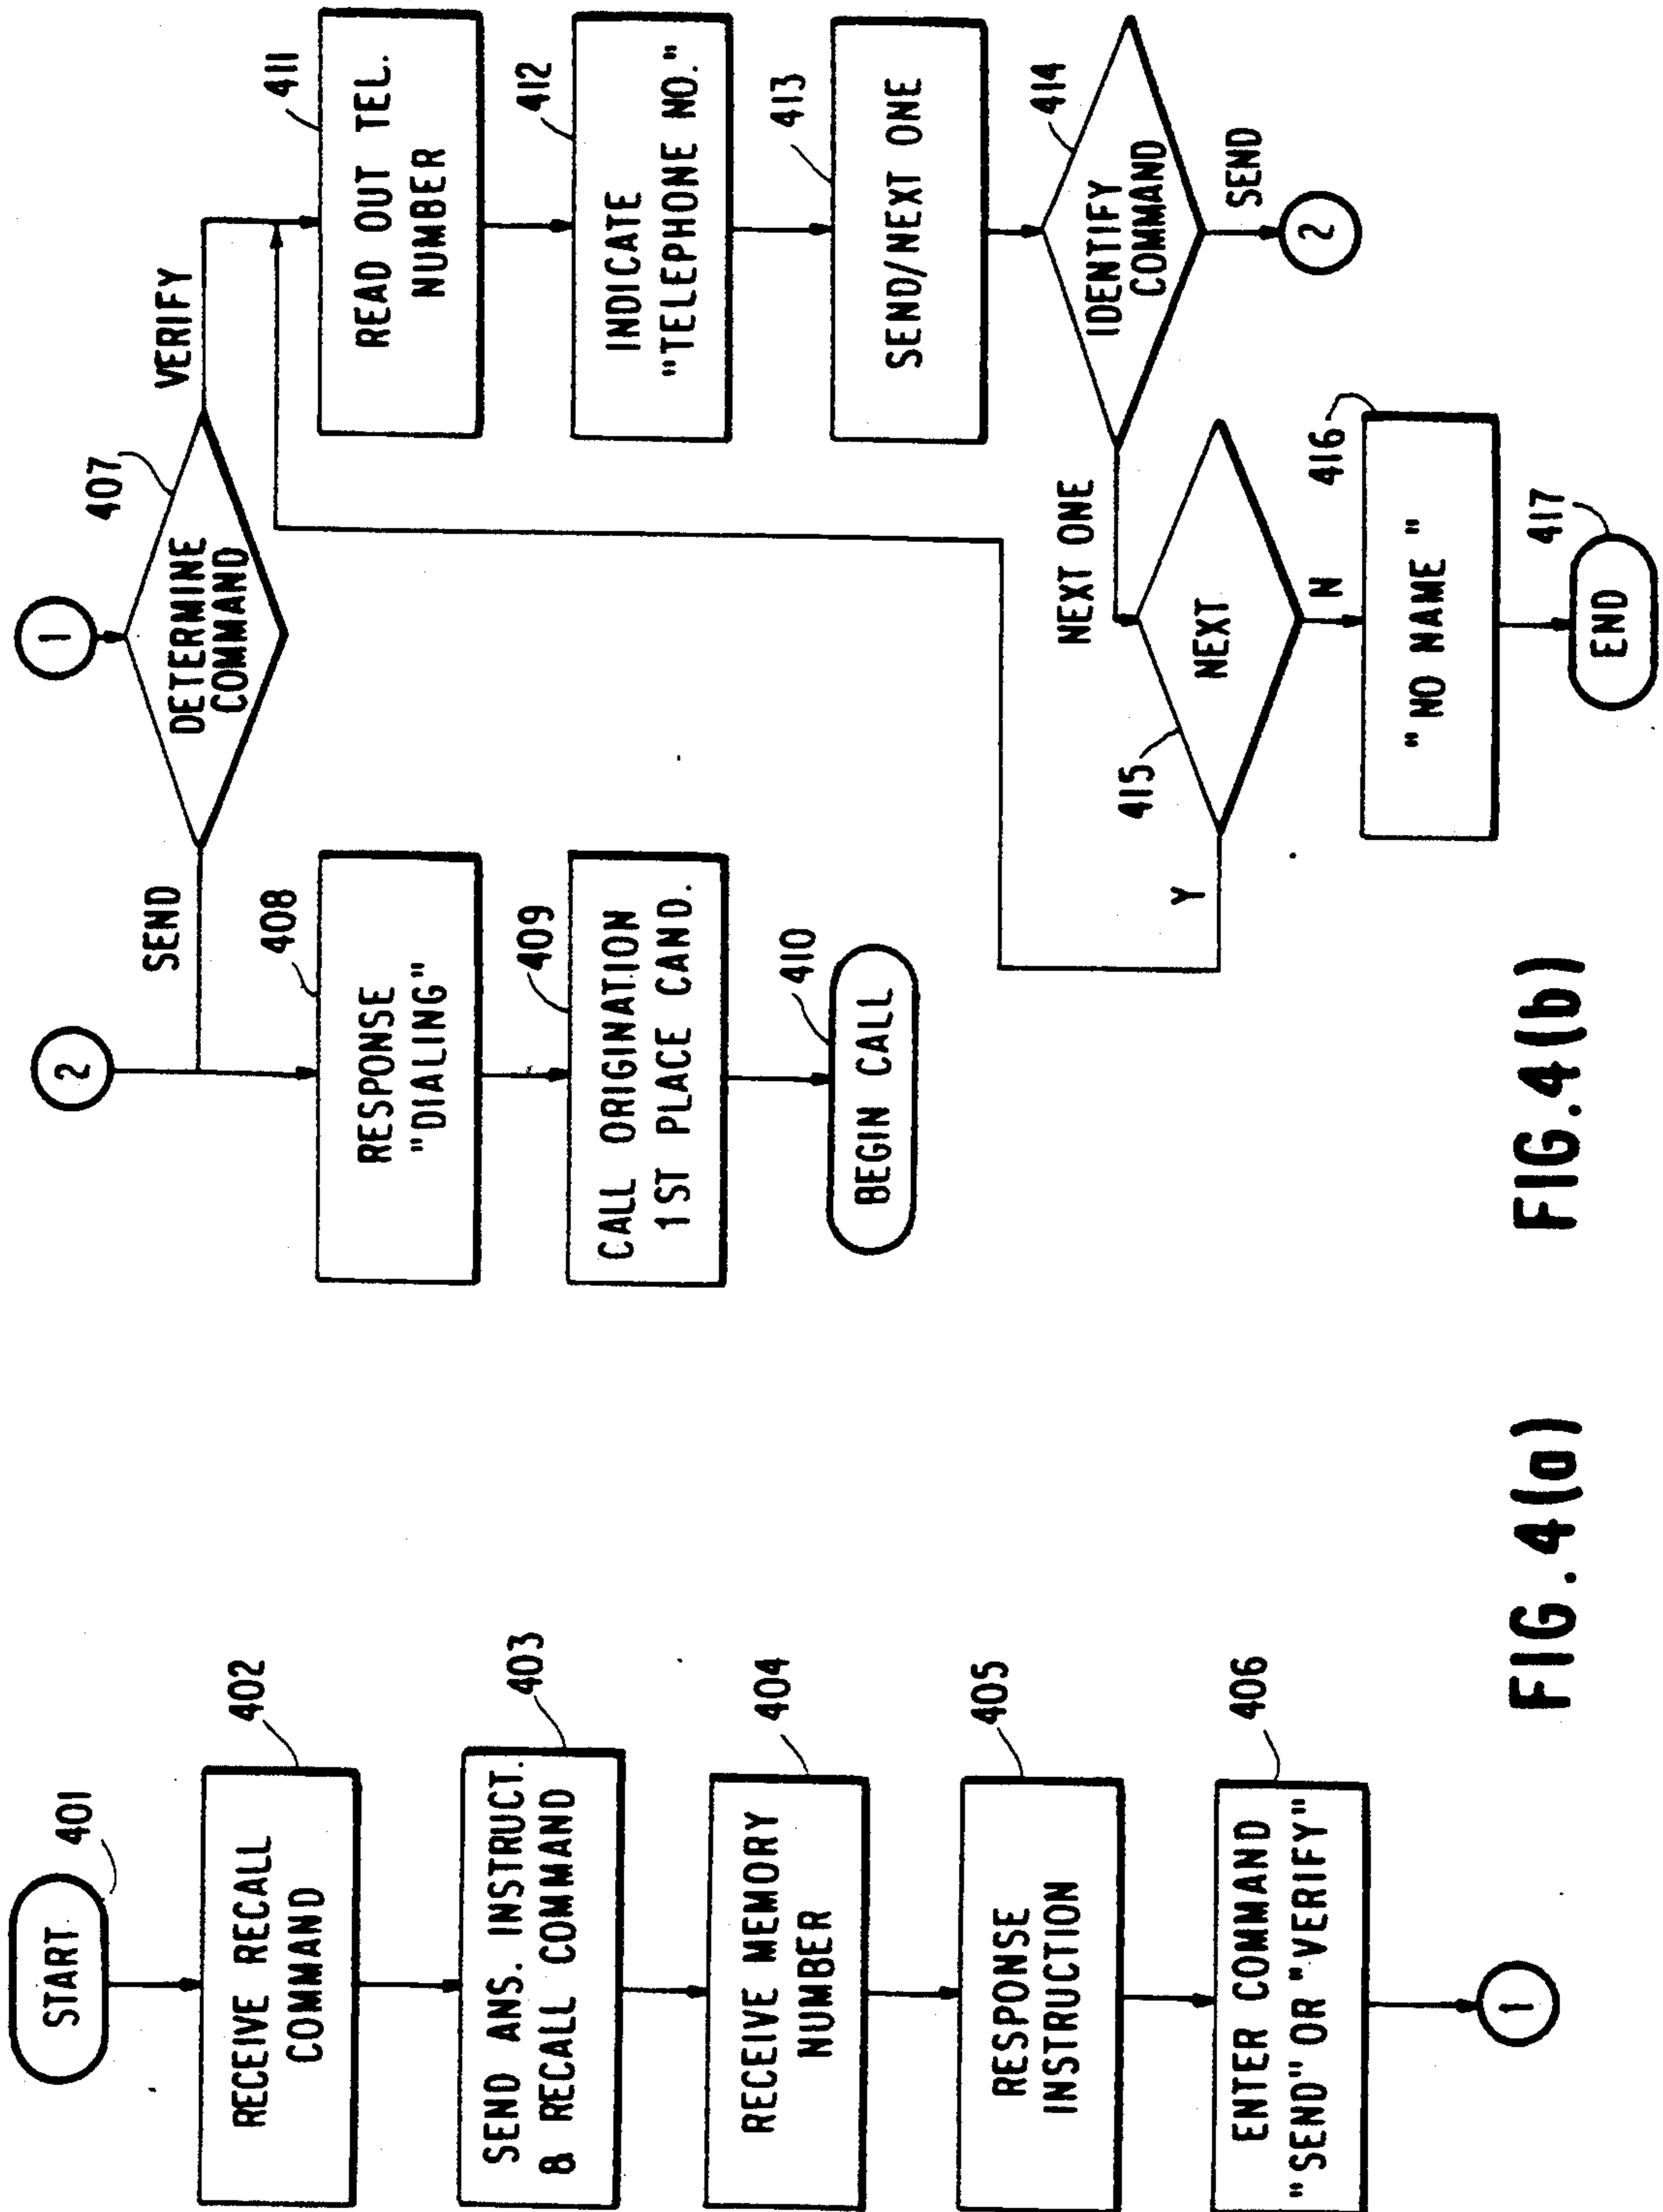 START
401
RECEIVE RECALL
COMMAND
402
SEND ANS. INSTRUCT.
& RECALL COMMAND
403
RECEIVE MEMORY
NUMBER
404
RESPONSE
INSTRUCTION
405
ENTER COMMAND
"SEND" OR "VERIFY"
406
1
FIG. 4(a)
1
DETERMINE
COMMAND
407
SEND
VERIFY
2
RESPONSE
"DIALING"
408
CALL ORIGINATION
1ST PLACE CAND.
409
BEGIN CALL
410
READ OUT TEL.
NUMBER
411
INDICATE
"TELEPHONE NO."
412
SEND/NEXT ONE
413
IDENTIFY
COMMAND
414
SEND
2
NEXT ONE
NEXT
415
Y
N
"NO NAME"
416
END
417
FIG.4(b)